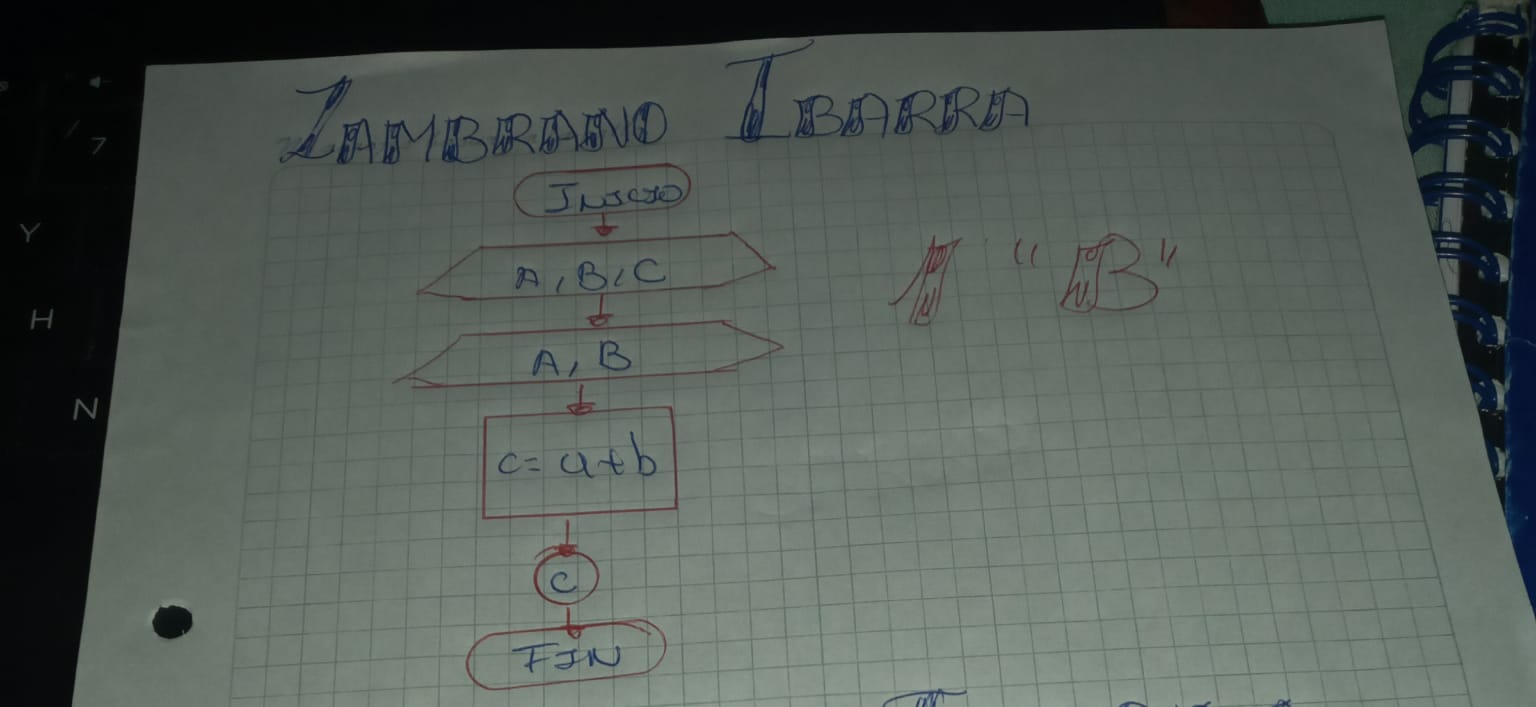 ZAMBRANO IBARRA
INICIO
A, B, C
1 "B"
A, B
c= a+b
c
FIN
7
Y
H
N